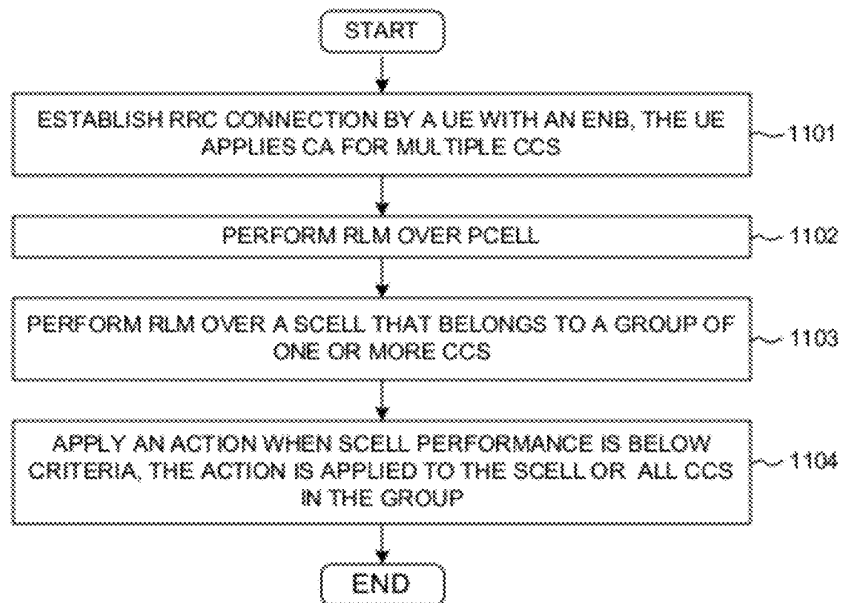 START
ESTABLISH RRC CONNECTION BY A UE WITH AN ENB, THE UE
APPLIES CA FOR MULTIPLE CCS
1101
PERFORM RLM OVER PCELL
1102
PERFORM RLM OVER A SCELL THAT BELONGS TO A GROUP OF
ONE OR MORE CCS
1103
APPLY AN ACTION WHEN SCELL PERFORMANCE IS BELOW
CRITERIA, THE ACTION IS APPLIED TO THE SCELL OR ALL CCS
IN THE GROUP
1104
END